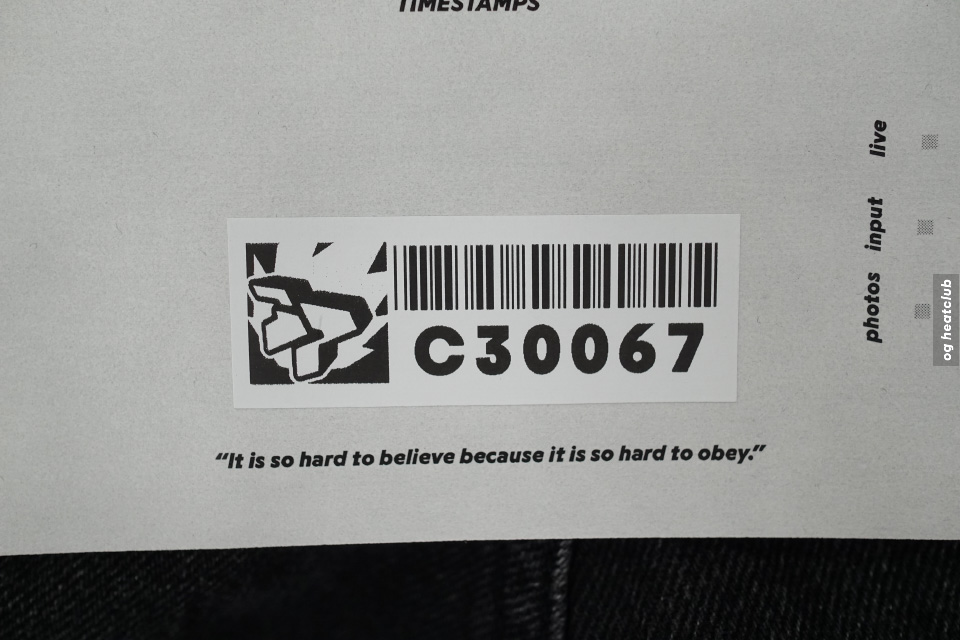 TIMESTAMPS
live
input
photos
og heatclub
C30067
“It is so hard to believe because it is so hard to obey.”